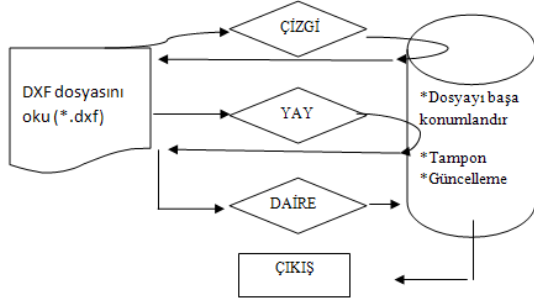 ÇİZGİ
DXF dosyasını
oku (*.dxf)
YAY
*Dosyayı başa
konumlandır
*Tampon
*Güncelleme
DAİRE
ÇIKIŞ